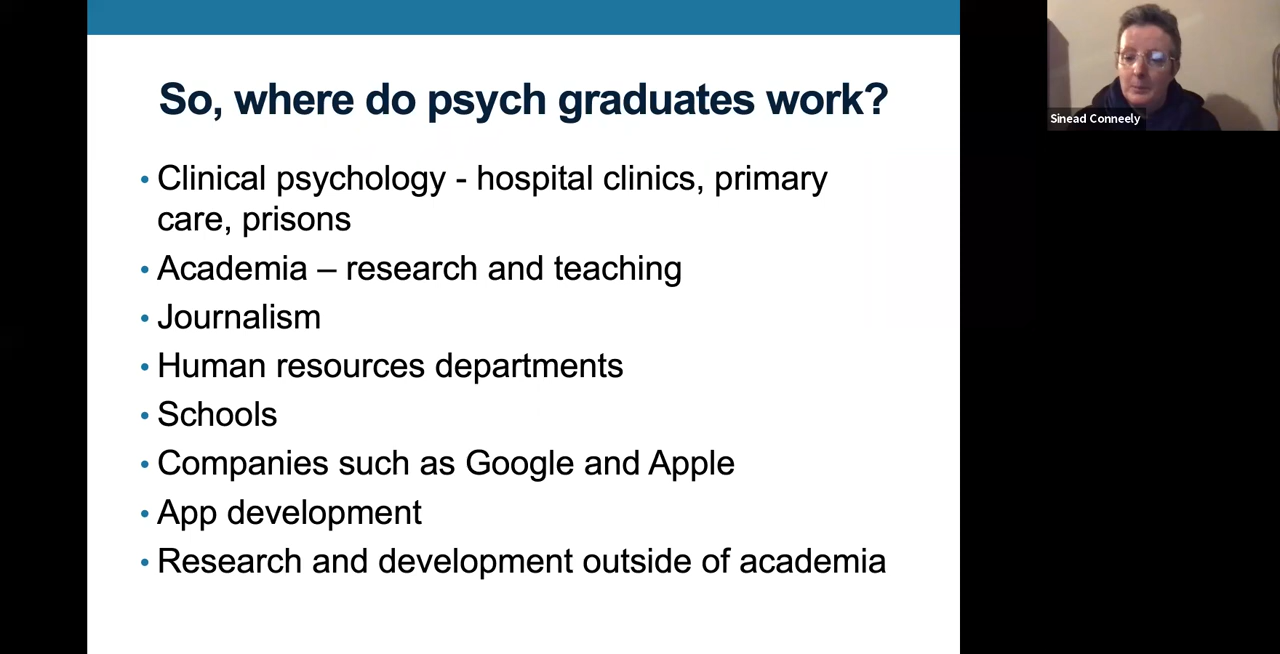 So, where do psych graduates work?
• Clinical psychology - hospital clinics, primary
care, prisons
• Academia – research and teaching
• Journalism
• Human resources departments
• Schools
• Companies such as Google and Apple
• App development
• Research and development outside of academia
Sinead Conneely